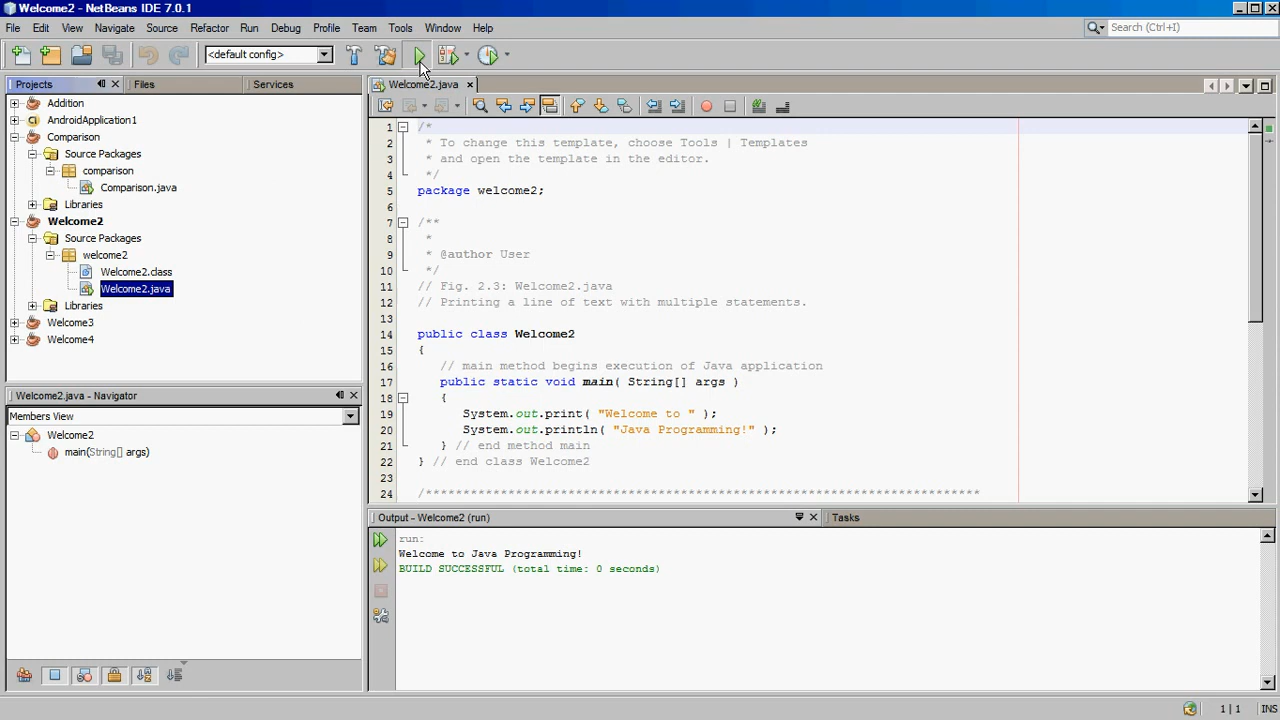 Welcome2 - NetBeans IDE 7.0.1
File Edit View Navigate Source Refactor Run Debug Profile Team Tools Window Help
Search (Ctrl+I)
<default config>
Projects
Files
Services
Addition
AndroidApplication1
Comparison
Source Packages
comparison
Comparison.java
Libraries
Welcome2
Source Packages
welcome2
Welcome2.class
Welcome2.java
Libraries
Welcome3
Welcome4
Welcome2.java - Navigator
Members View
Welcome2
main(String[] args)
Welcome2.java
1 /*
2 * To change this template, choose Tools | Templates
3 * and open the template in the editor.
4 */
5 package welcome2;
6
7 /**
8 *
9 * @author User
10 */
11 // Fig. 2.3: Welcome2.java
12 // Printing a line of text with multiple statements.
13
14 public class Welcome2
15 {
16 // main method begins execution of Java application
17 public static void main( String[] args )
18 {
19 System.out.print( "Welcome to " );
20 System.out.println( "Java Programming!" );
21 } // end method main
22 } // end class Welcome2
23
24 /**************************************************************************
Output - Welcome2 (run)
Tasks
run:
Welcome to Java Programming!
BUILD SUCCESSFUL (total time: 0 seconds)
1 | 1 INS